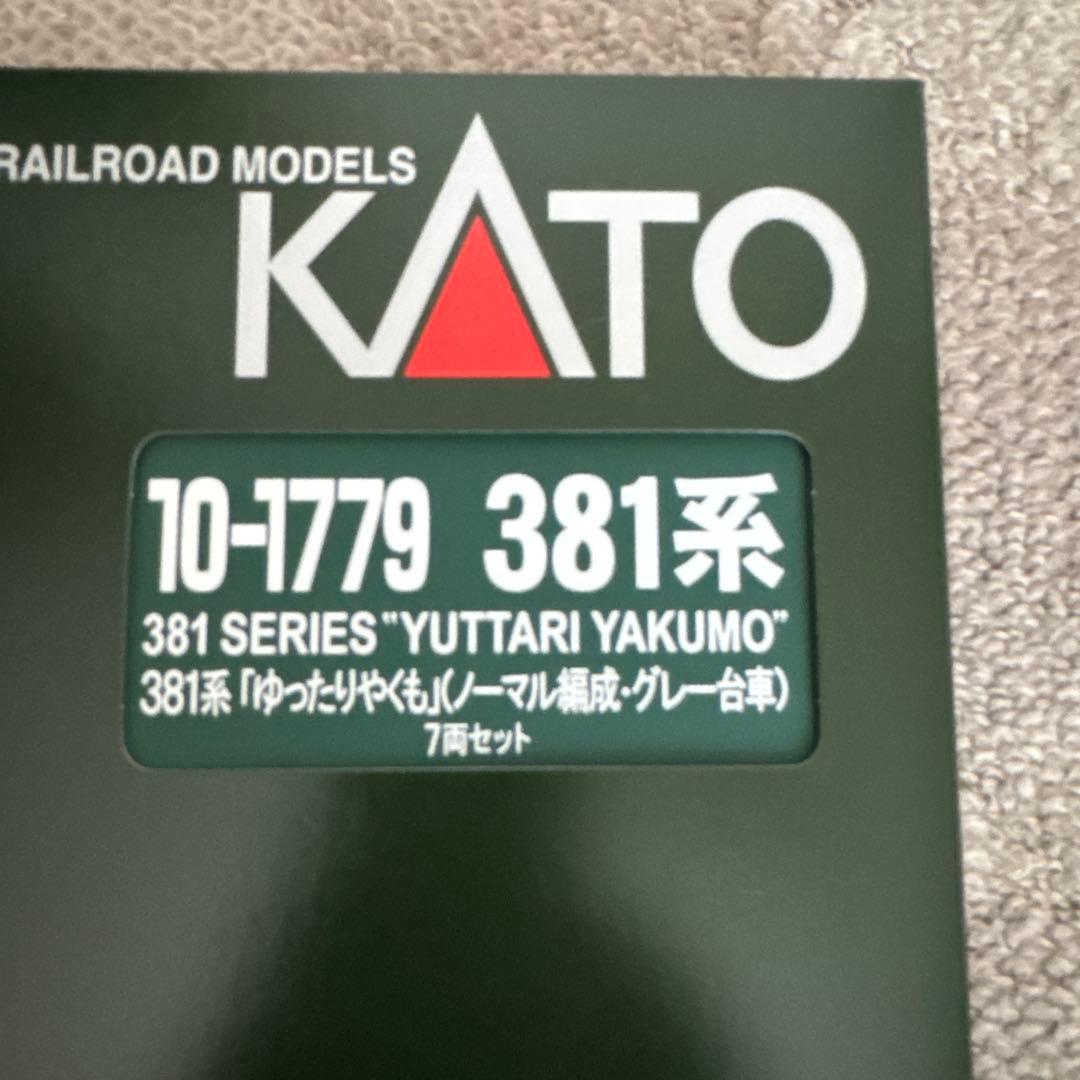 RAILROAD MODELS
KATO
10-1779 381系
381 SERIES "YUTTARI YAKUMO"
381系「ゆったりやくも」(ノーマル編成・グレー台車)
7両セット